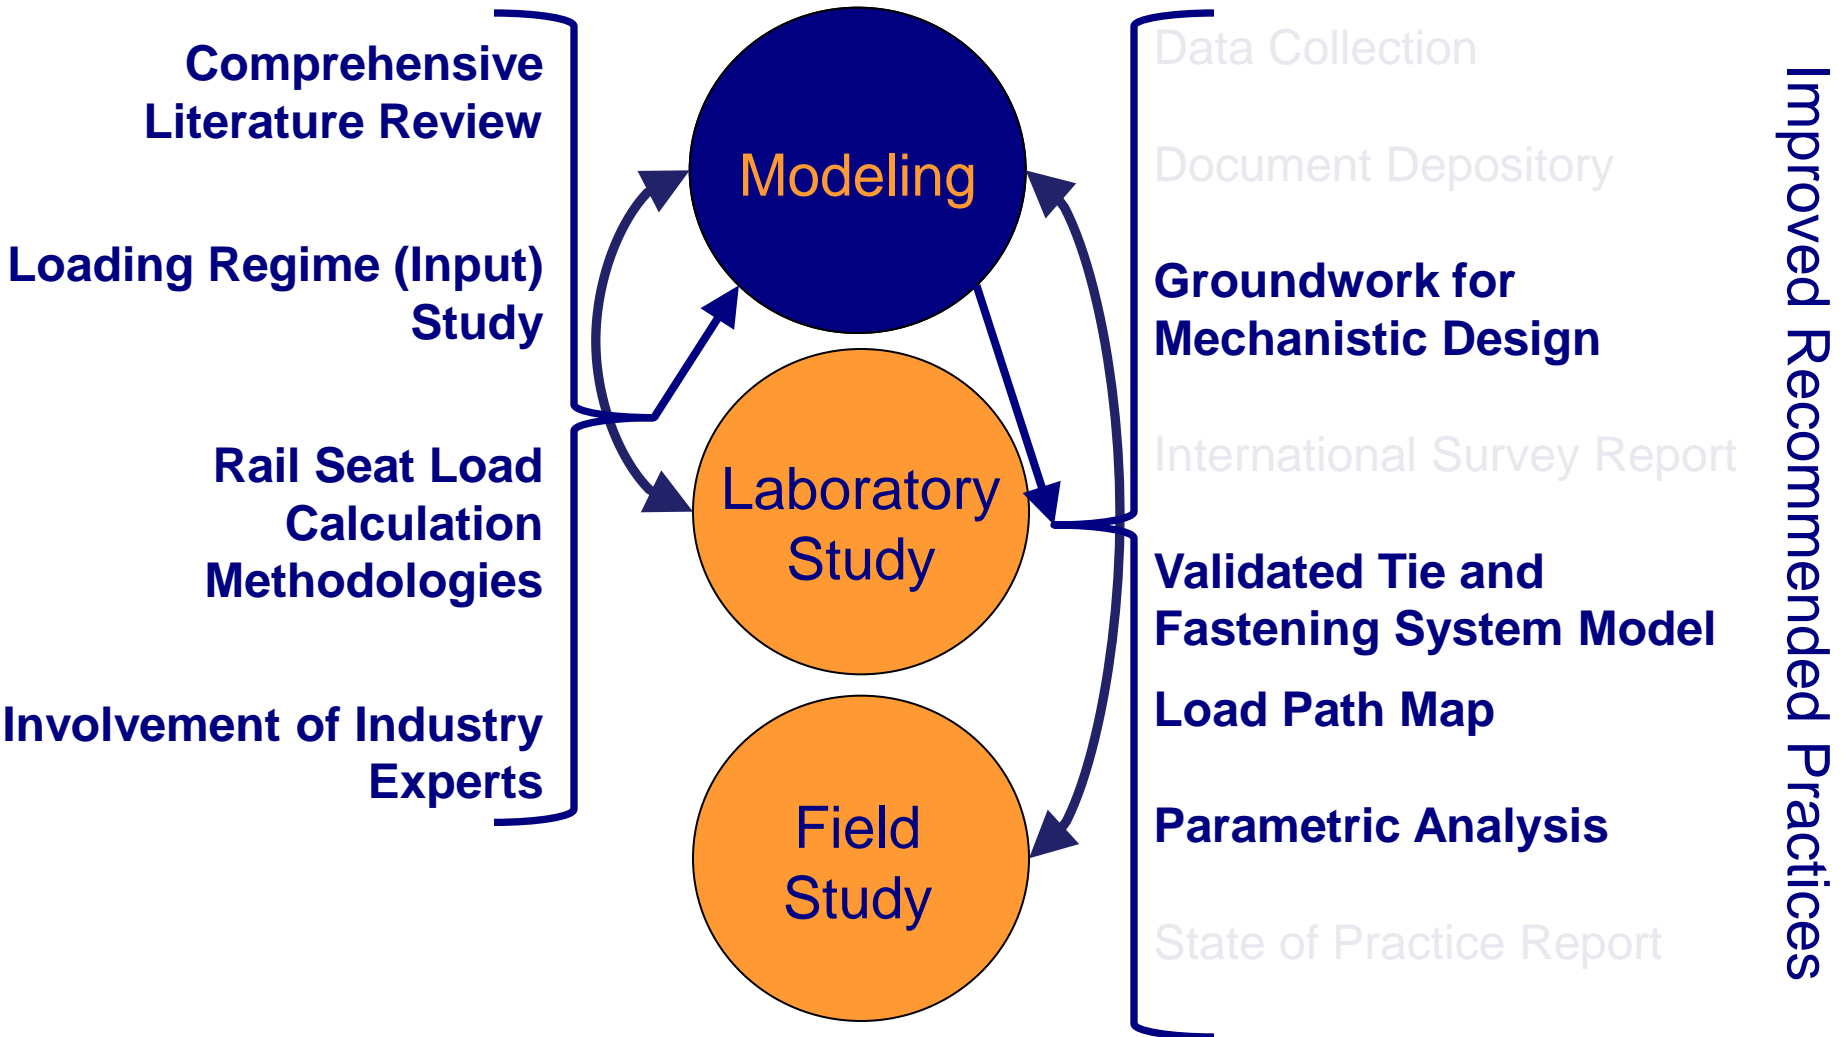 Comprehensive
Literature Review
Loading Regime (Input)
Study
Rail Seat Load
Calculation
Methodologies
Involvement of Industry
Experts
Modeling
Laboratory
Study
Field
Study
Data Collection
Document Depository
Groundwork for
Mechanistic Design
International Survey Report
Validated Tie and
Fastening System Model
Load Path Map
Parametric Analysis
State of Practice Report
Improved Recommended Practices